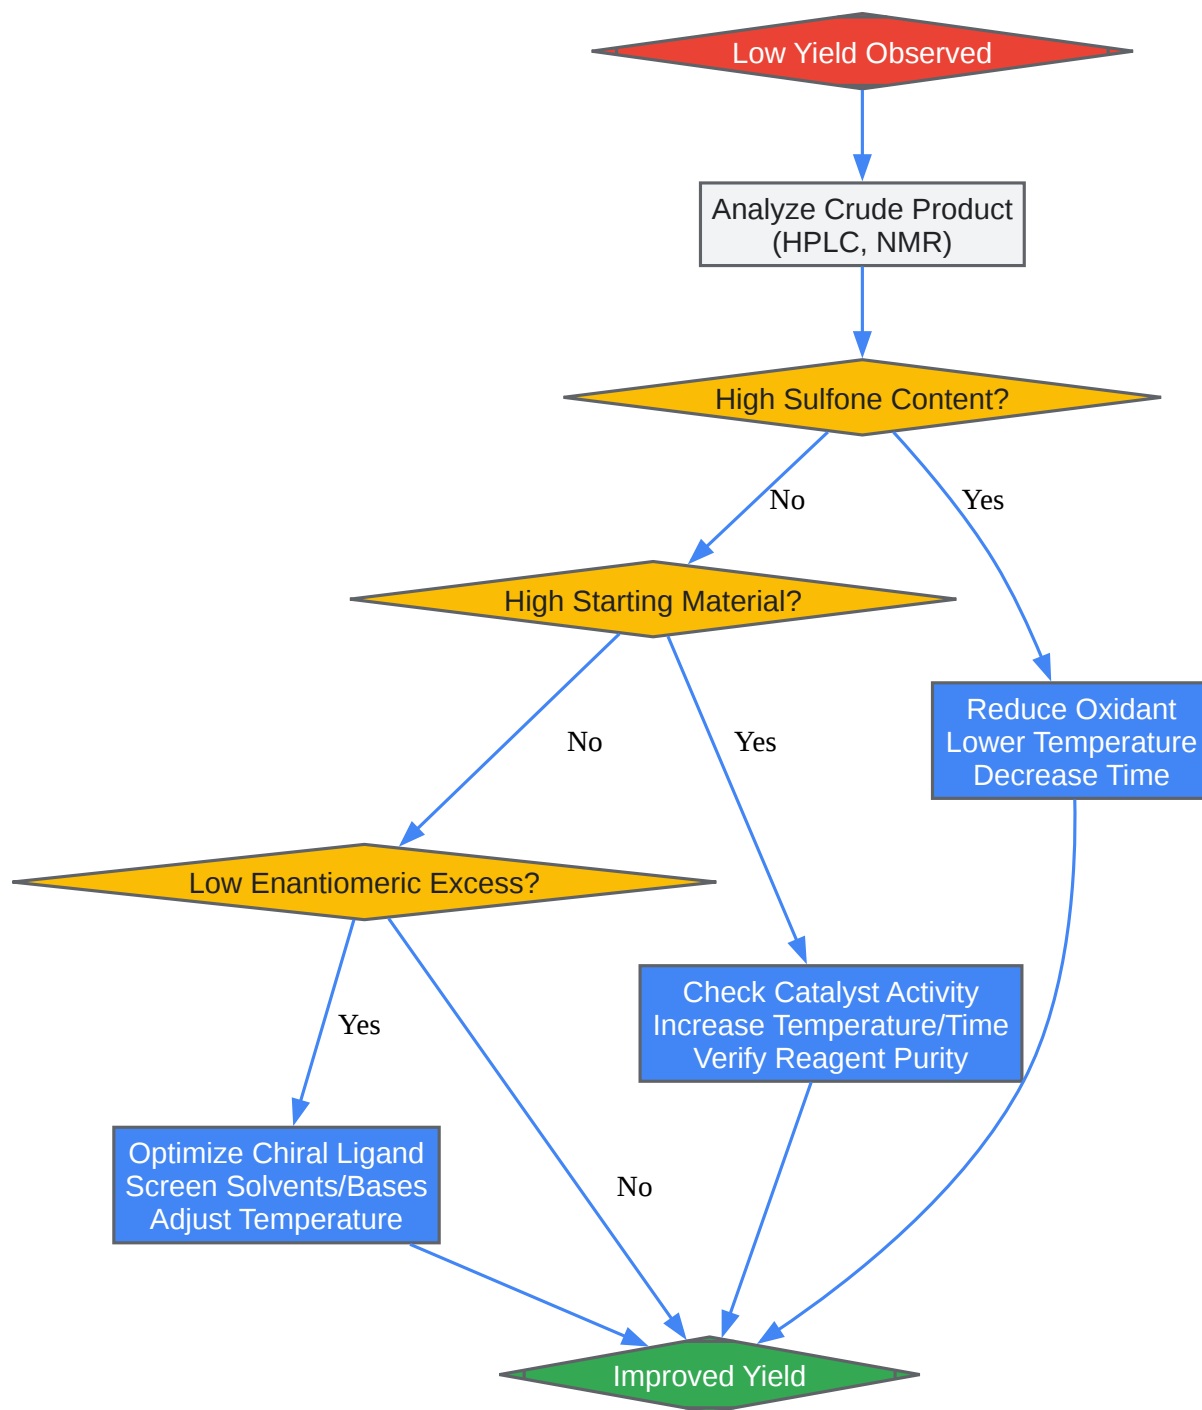 Low Yield Observed
Analyze Crude Product
(HPLC, NMR)
High Sulfone Content?
No
Yes
High Starting Material?
Reduce Oxidant
Lower Temperature
Decrease Time
No
Yes
Low Enantiomeric Excess?
Check Catalyst Activity
Increase Temperature/Time
Verify Reagent Purity
Yes
Optimize Chiral Ligand
Screen Solvents/Bases
Adjust Temperature
No
Improved Yield